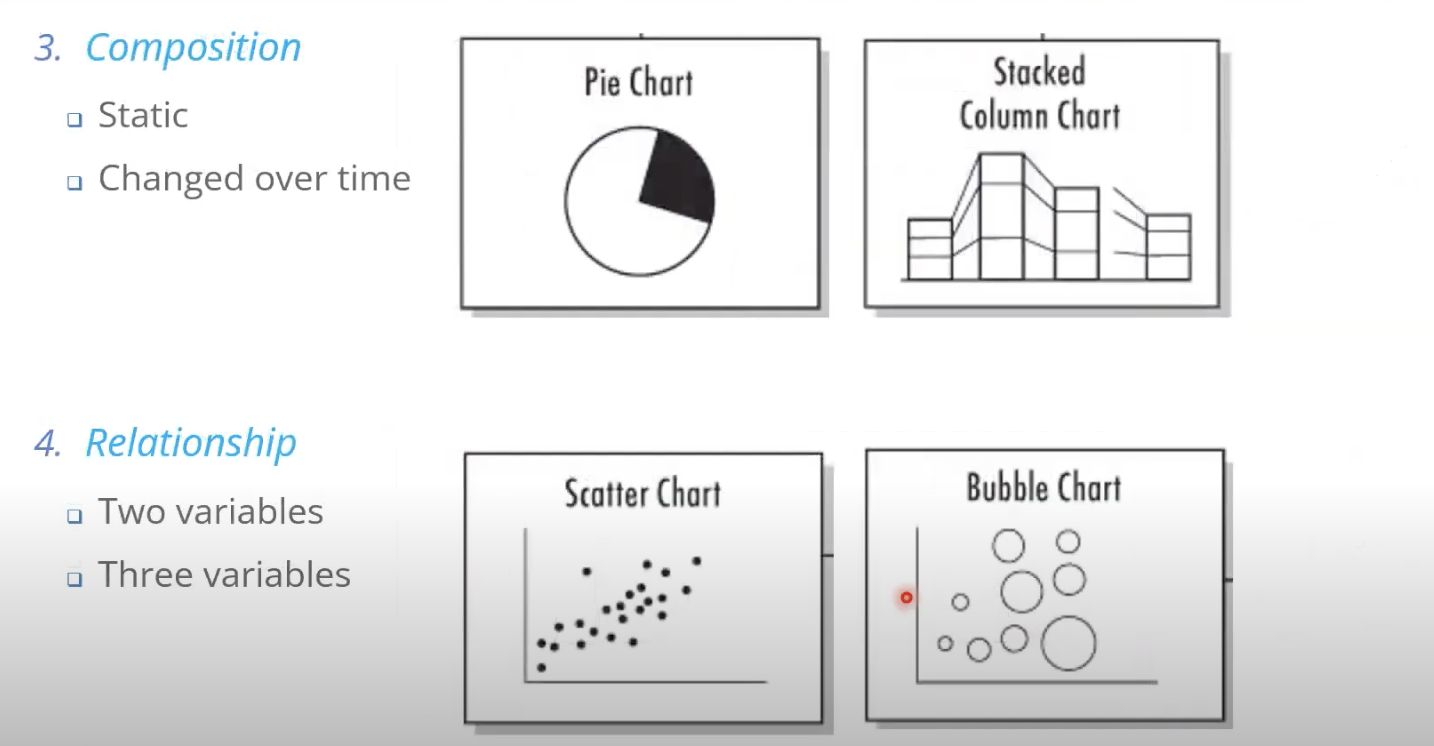 3. Composition
Static
Changed over time
Pie Chart
Stacked
Column Chart
4. Relationship
Two variables
Three variables
Scatter Chart
Bubble Chart